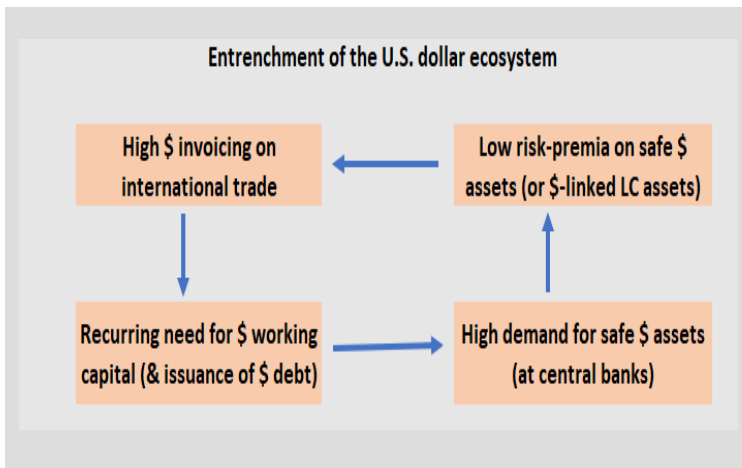 Entrenchment of the U.S. dollar ecosystem
High $ invoicing on
international trade
Low risk-premia on safe $
assets (or $-linked LC assets)
Recurring need for $ working
capital (& issuance of $ debt)
High demand for safe $ assets
(at central banks)